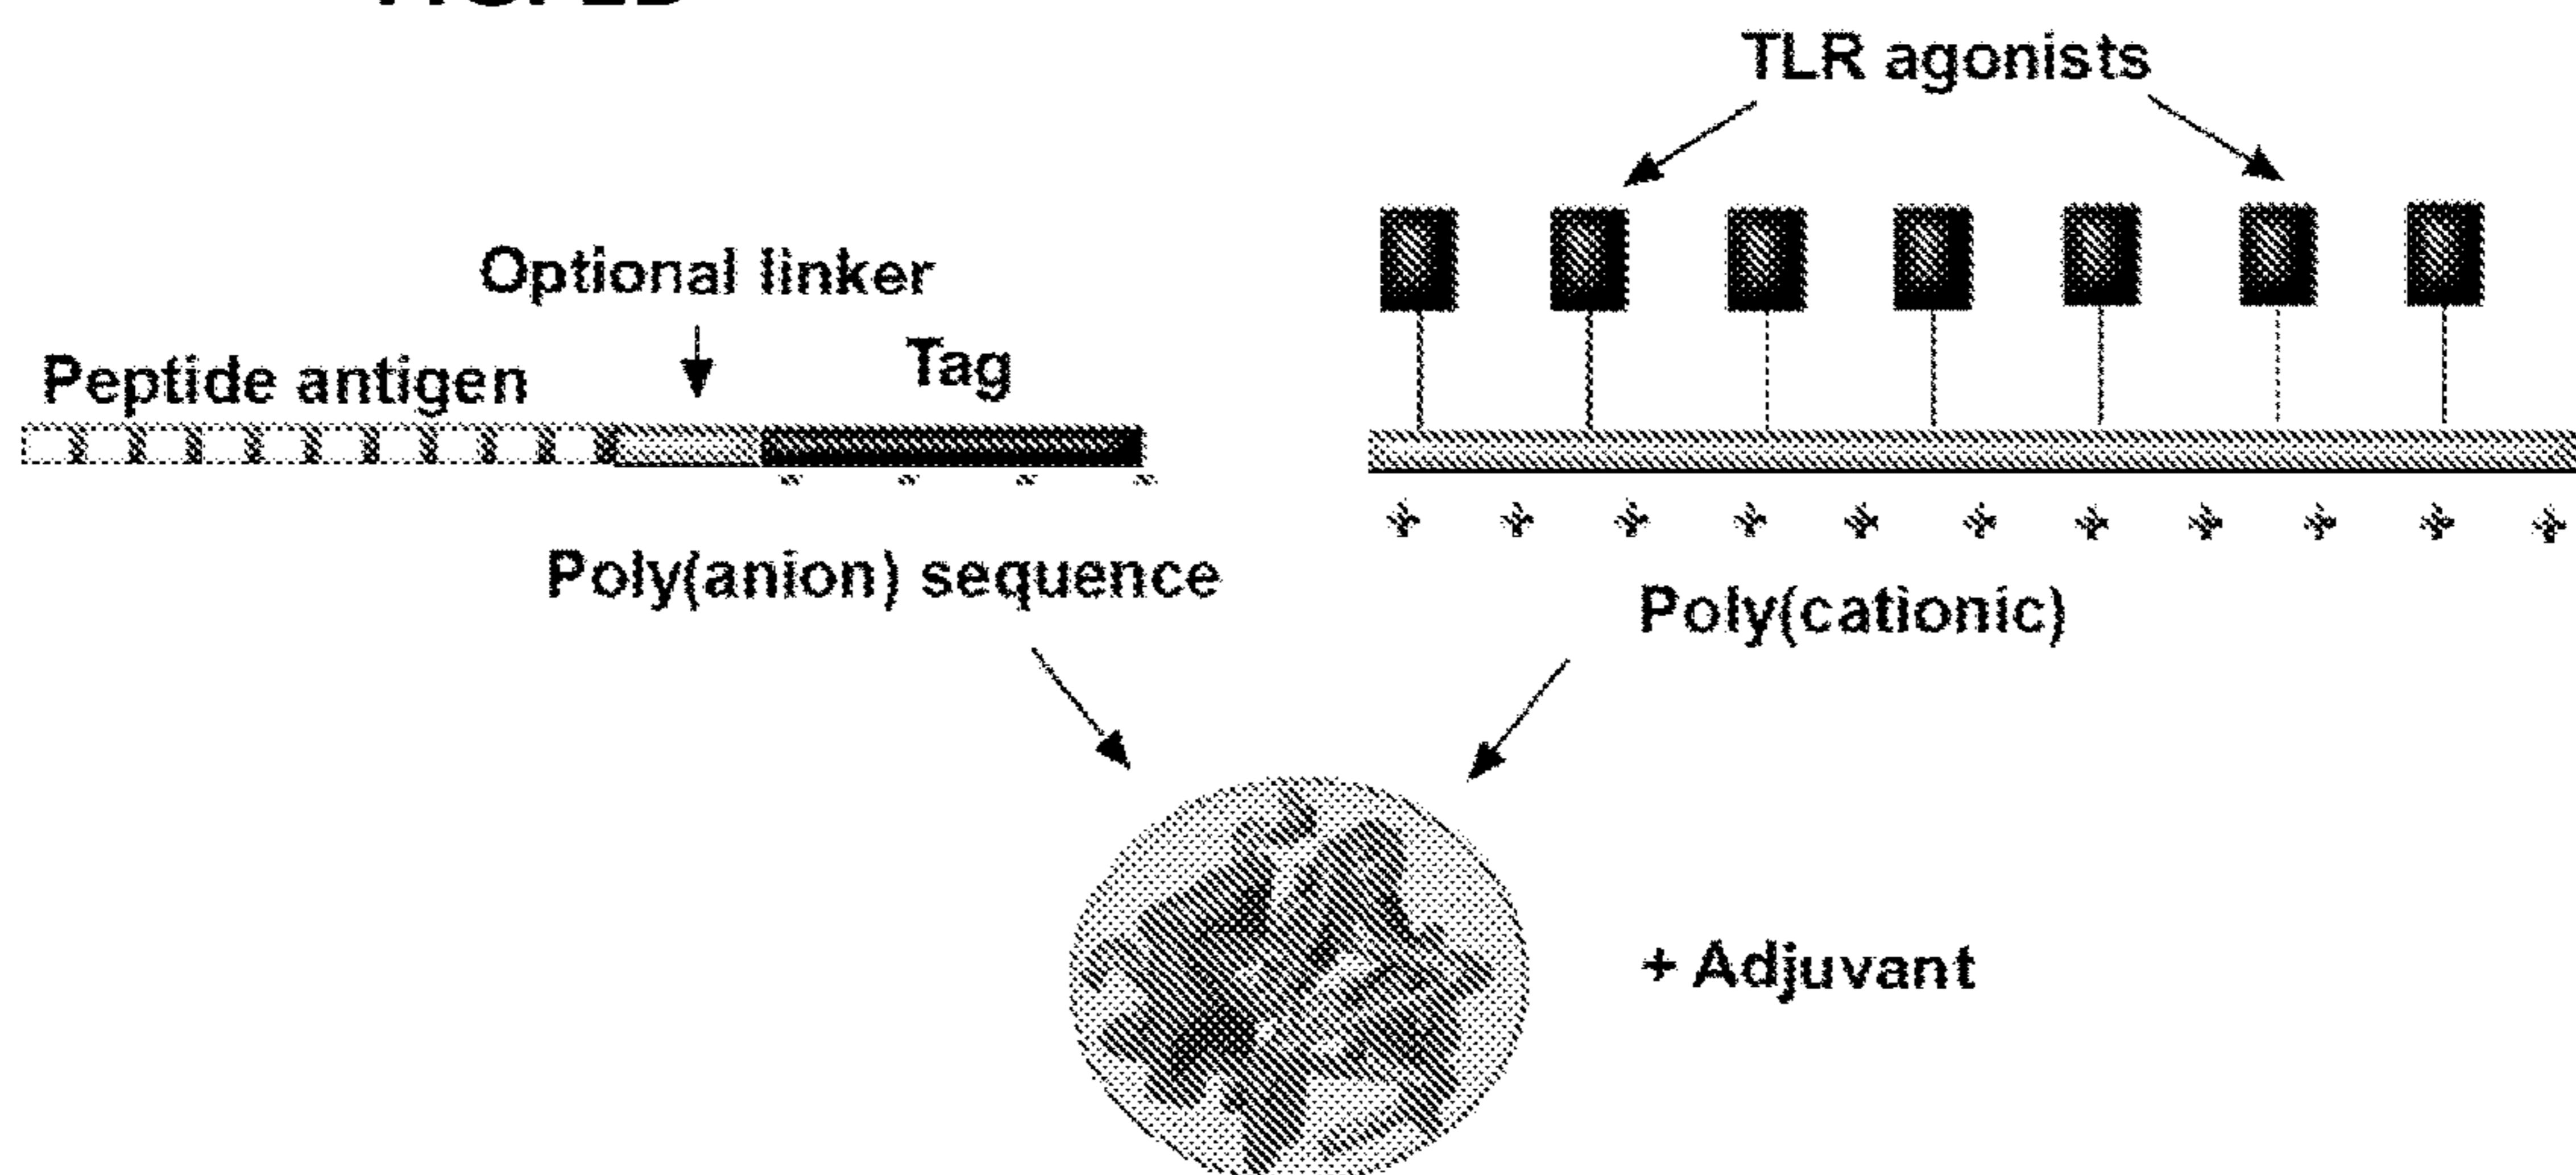 TLR agonists
Optional linker
Peptide antigen
Tag
Poly(anion) sequence
Poly(cationic)
+ Adjuvant